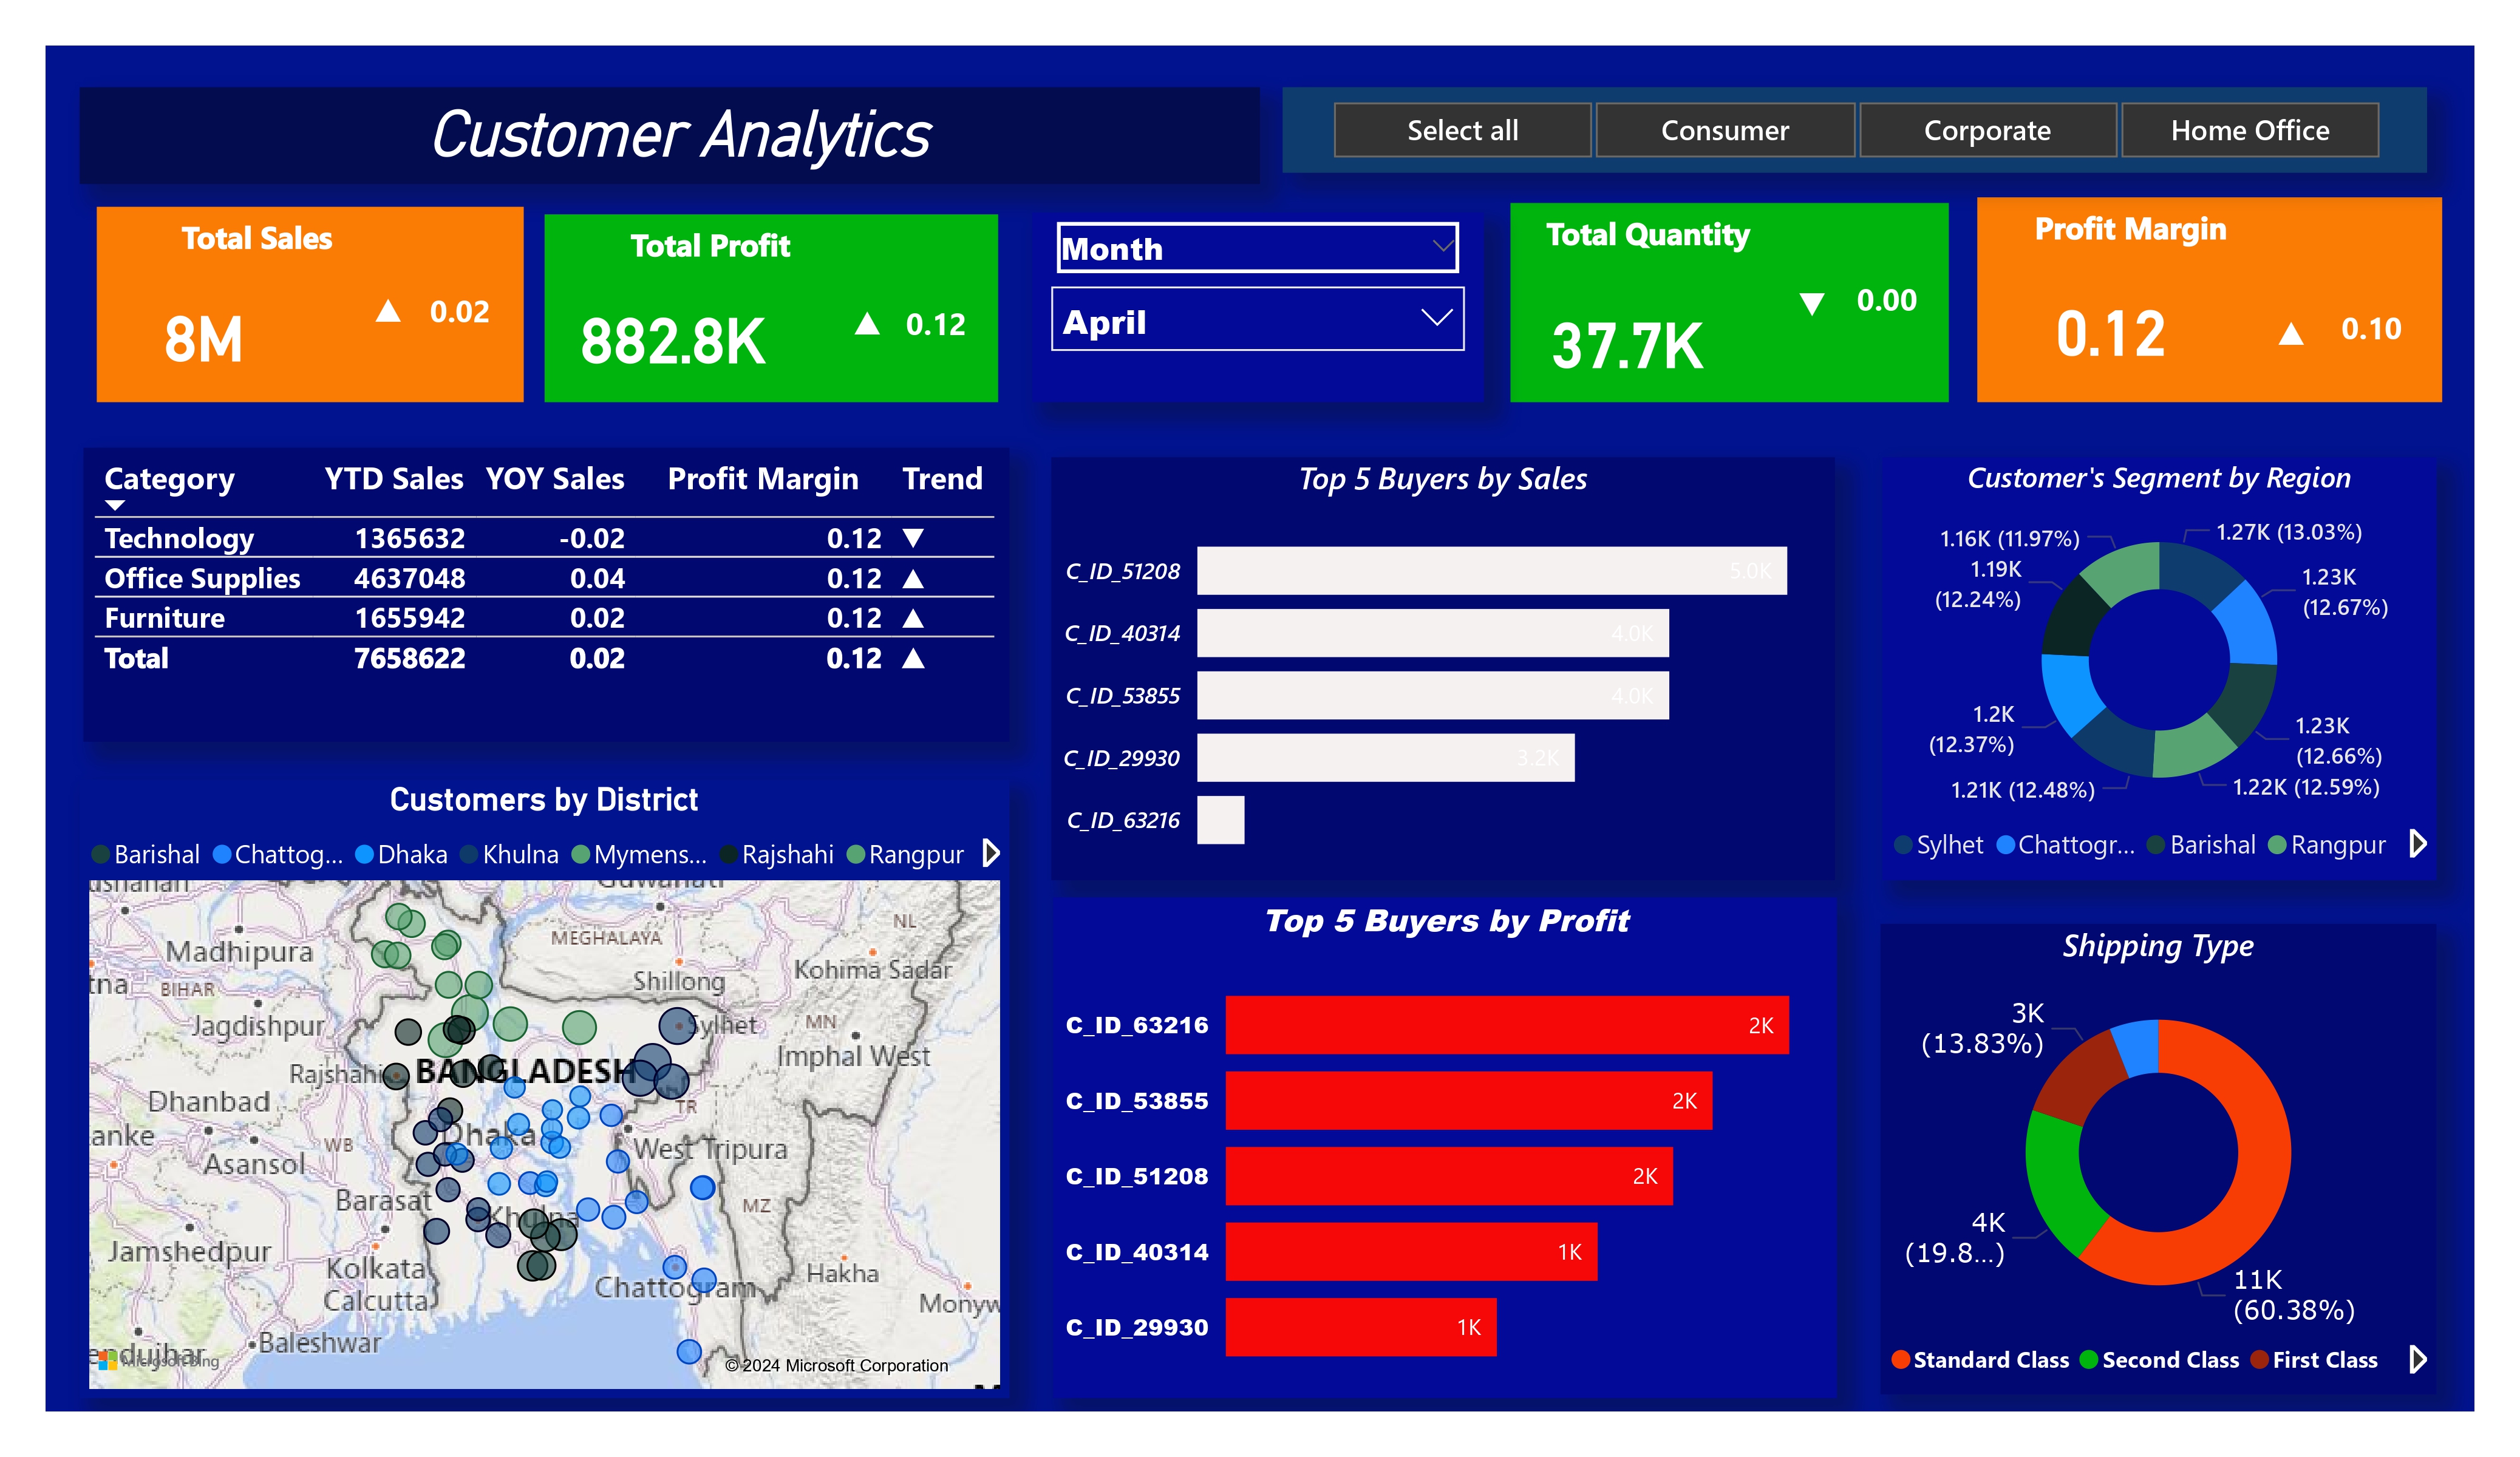 Customer Analytics
Select all
Consumer
Corporate
Home Office
Total Sales
8M
0.02
Total Profit
882.8K
0.12
Month
April
Total Quantity
37.7K
0.00
Profit Margin
0.12
0.10
Category YTD Sales YOY Sales Profit Margin Trend
Technology 1365632 -0.02 0.12
Office Supplies 4637048 0.04 0.12
Furniture 1655942 0.02 0.12
Total 7658622 0.02 0.12
Top 5 Buyers by Sales
C_ID_51208 5.0K
C_ID_40314 4.0K
C_ID_53855 4.0K
C_ID_29930 3.2K
C_ID_63216
Customer's Segment by Region
1.27K (13.03%)
1.23K
(12.67%)
1.23K
(12.66%)
1.22K (12.59%)
1.21K (12.48%)
1.2K
(12.37%)
1.19K
(12.24%)
1.16K (11.97%)
Sylhet Chattogr... Barishal Rangpur
Customers by District
Barishal Chattog... Dhaka Khulna Mymens... Rajshahi Rangpur
Guwahati
NL
Madhipura
MEGHALAYA
Shillong
Kohima Sadar
tna
BIHAR
Jagdishpur
Sylhet
MN
Imphal West
Rajshahi
BANGLADESH
Dhanbad
TR
anke
WB
Dhaka
West Tripura
Asansol
Barasat
MZ
Khulna
Jamshedpur
Kolkata
Calcutta
Chattogram
Hakha
Monyw
Baleshwar
endujhar
Microsoft Bing
© 2024 Microsoft Corporation
Top 5 Buyers by Profit
C_ID_63216 2K
C_ID_53855 2K
C_ID_51208 2K
C_ID_40314 1K
C_ID_29930 1K
Shipping Type
3K
(13.83%)
4K
(19.8...)
11K
(60.38%)
Standard Class Second Class First Class